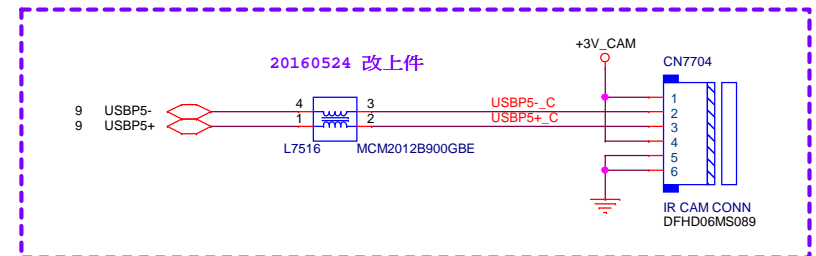 +3V_CAM
20160524 改上件
CN7704
9 USBP5- 4 3 USBP5-_C 1
9 USBP5+ 1 2 USBP5+_C 2
3
4
5
6
L7516 MCM2012B900GBE
IR CAM CONN
DFHD06MS089